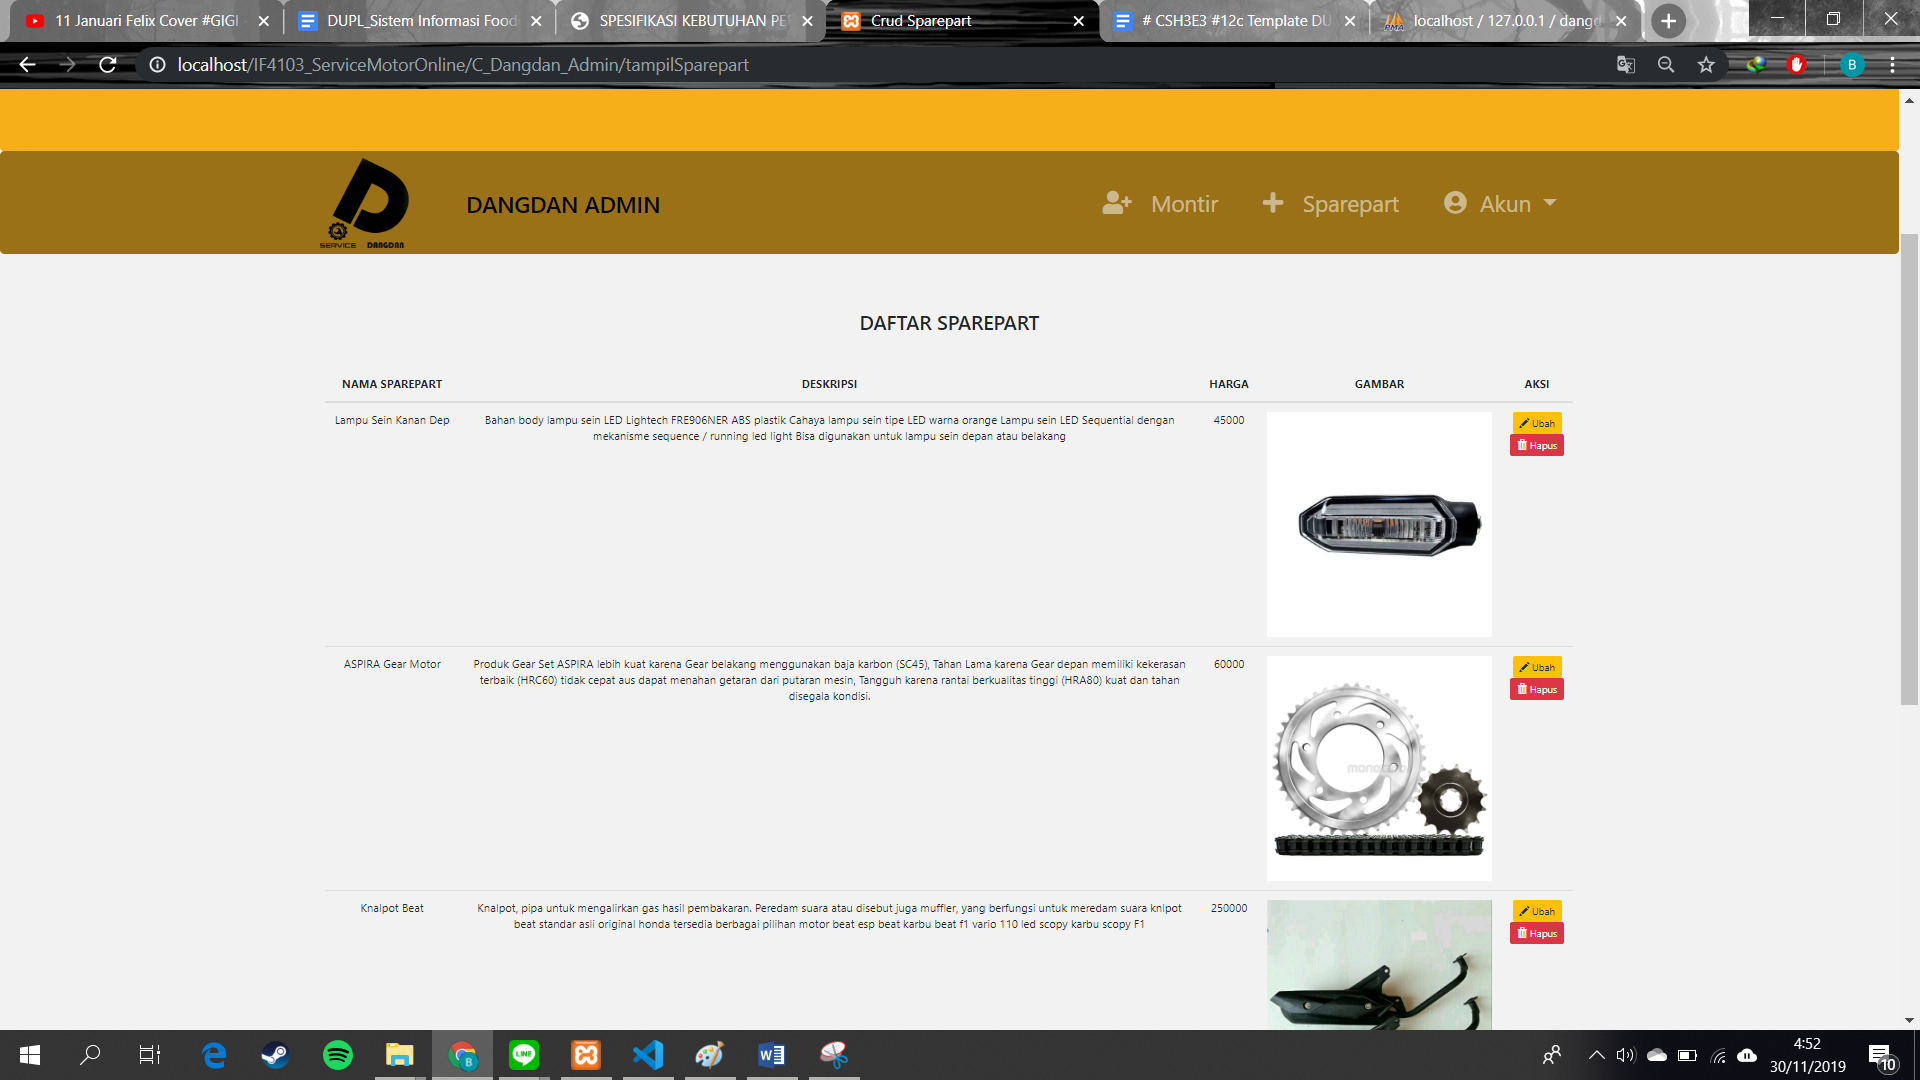 11 Januari Felix Cover #GIGI
DUPL_Sistem Informasi Food
SPESIFIKASI KEBUTUHAN PE
Crud Sparepart
# CSH3E3 #12c Template DU
localhost / 127.0.0.1 / dangd
localhost/IF4103_ServiceMotorOnline/C_Dangdan_Admin/tampilSparepart
B
SERVICE DANGDAN
DANGDAN ADMIN
Montir
Sparepart
Akun
DAFTAR SPAREPART
NAMA SPAREPART DESKRIPSI HARGA GAMBAR AKSI
Lampu Sein Kanan Dep
Bahan body lampu sein LED Lightech FRE906NER ABS plastik Cahaya lampu sein tipe LED warna orange Lampu sein LED Sequential dengan
mekanisme sequence / running led light Bisa digunakan untuk lampu sein depan atau belakang
45000
Ubah
Hapus
ASPIRA Gear Motor
Produk Gear Set ASPIRA lebih kuat karena Gear belakang menggunakan baja karbon (SC45), Tahan Lama karena Gear depan memiliki kekerasan
terbaik (HRC60) tidak cepat aus dapat menahan getaran dari putaran mesin, Tangguh karena rantai berkualitas tinggi (HRA80) kuat dan tahan
disegala kondisi.
60000
Ubah
Hapus
Knalpot Beat
Knalpot, pipa untuk mengalirkan gas hasil pembakaran. Peredam suara atau disebut juga muffler, yang berfungsi untuk meredam suara knlpot
beat standar asli original honda tersedia berbagai pilihan motor beat esp beat karbu beat f1 vario 110 led scopy karbu scopy F1
250000
Ubah
Hapus
4:52
30/11/2019
10